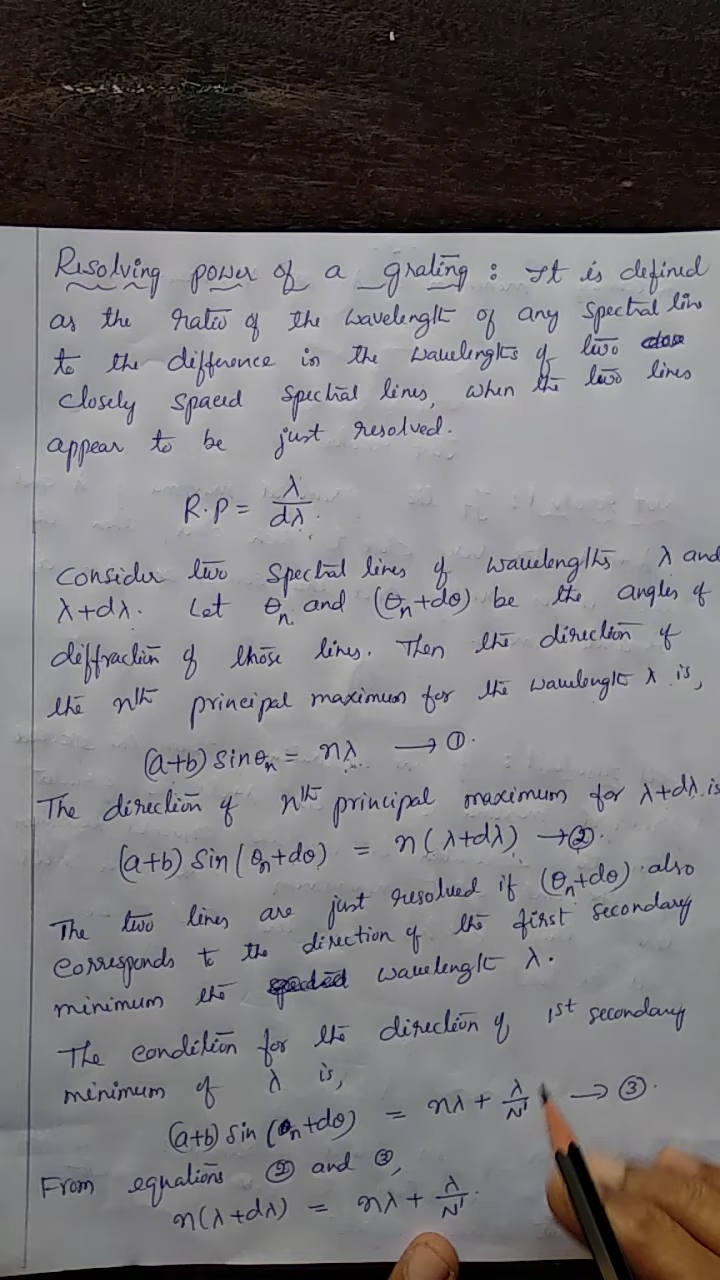 Resolving power of a grating : It is defined
as the ratio of the wavelength of any spectral line
to the difference in the wavelengths of two close
closely spaced spectral lines, when the two lines
appear to be just resolved.
R.P = λ/dλ.
Consider two spectral lines of wavelengths λ and
λ+dλ. Let θₙ and (θₙ+dθ) be the angles of
diffraction of those lines. Then the direction of
the nth principal maximum for the wavelength λ is,
(a+b) sinθₙ = nλ → ①.
The direction of nth principal maximum for λ+dλ is
(a+b) sin(θₙ+dθ) = n(λ+dλ) → ②.
The two lines are just resolved if (θₙ+dθ) also
corresponds to the direction of the first secondary
minimum the wavelength λ.
The condition for the direction of 1st secondary
minimum of λ is,
(a+b) sin (θₙ+dθ) = nλ + λ/N' → ③.
From equations ② and ③,
n(λ+dλ) = nλ + λ/N'.